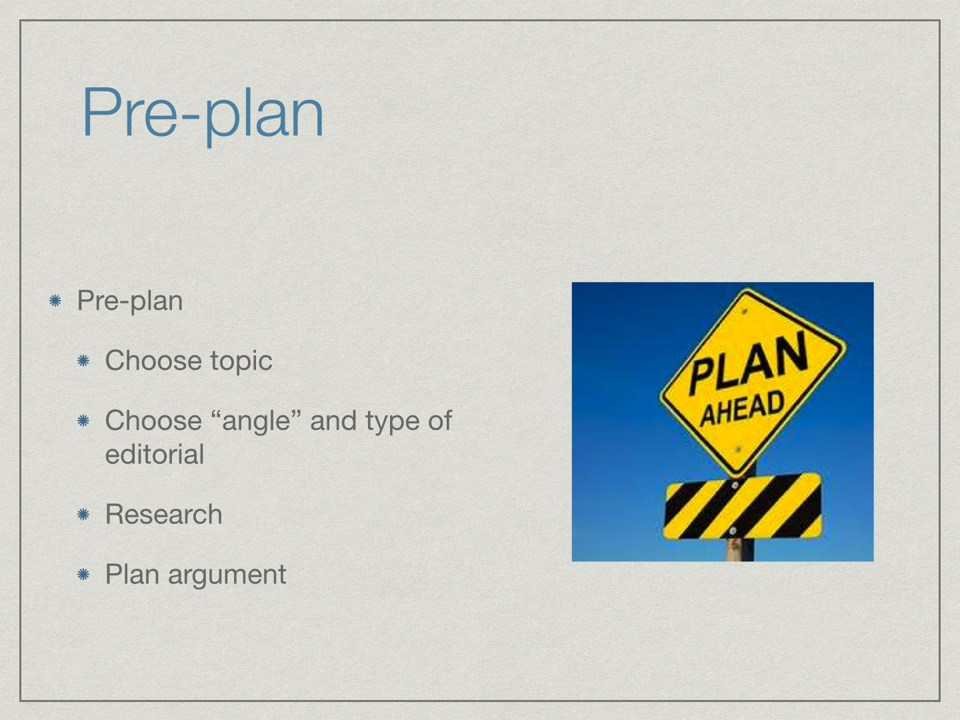 Pre-plan
Pre-plan
Choose topic
Choose “angle” and type of
editorial
Research
Plan argument
PLAN
AHEAD